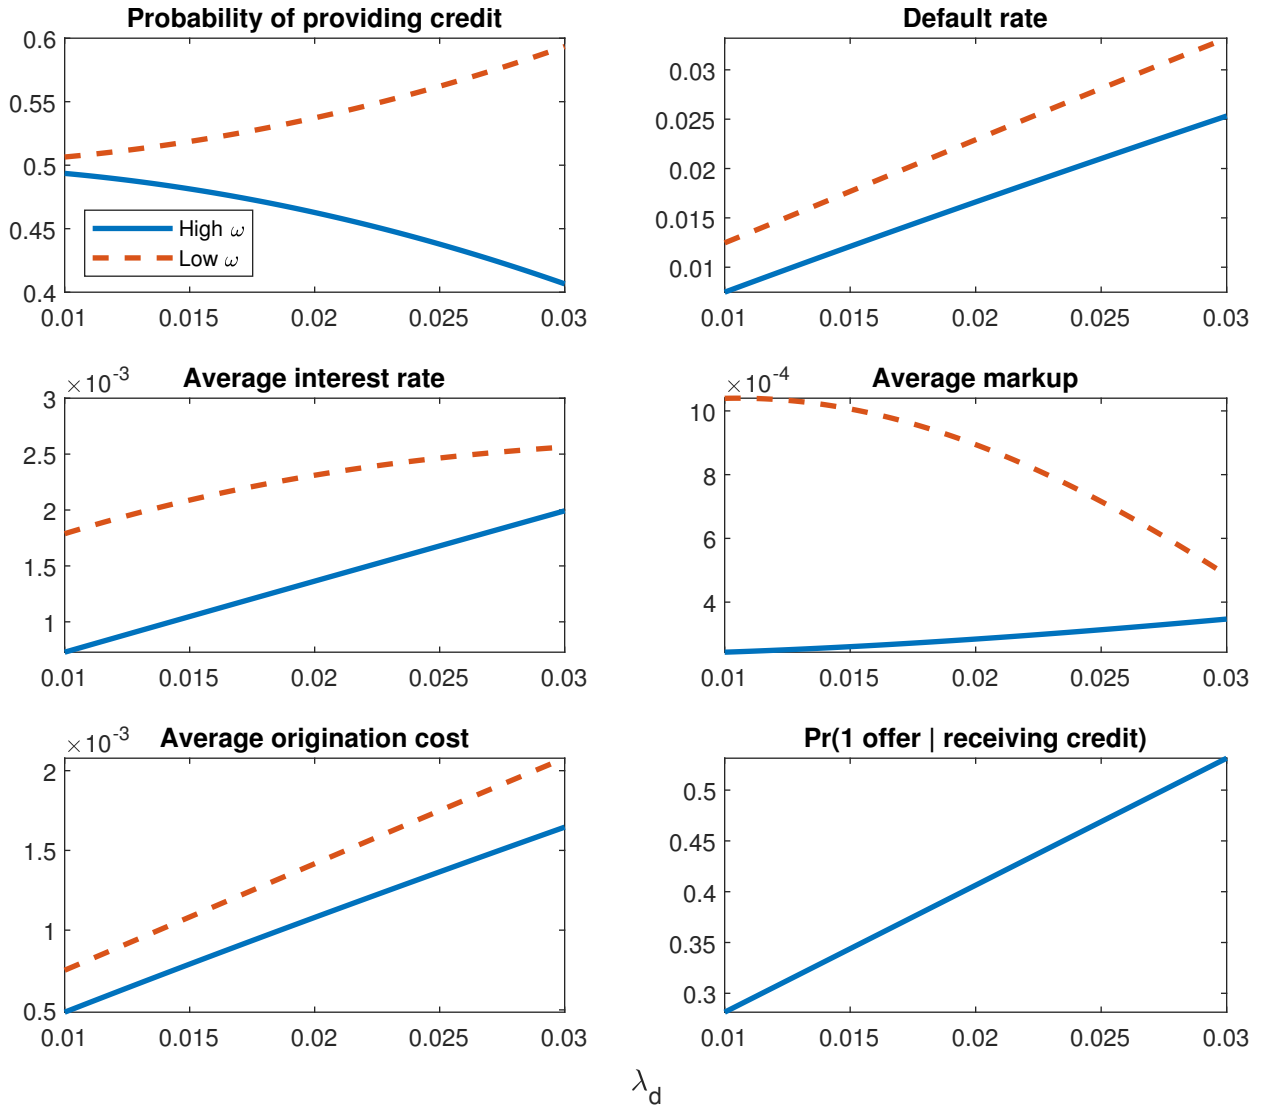 Probability of providing credit
0.6
0.55
0.5
0.45
0.4
High ω
Low ω
0.01 0.015 0.02 0.025 0.03
Default rate
0.03
0.025
0.02
0.015
0.01
0.01 0.015 0.02 0.025 0.03
×10-3 Average interest rate
3
2.5
2
1.5
1
0.01 0.015 0.02 0.025 0.03
×10-4 Average markup
10
8
6
4
0.01 0.015 0.02 0.025 0.03
×10-3 Average origination cost
2
1.5
1
0.5
0.01 0.015 0.02 0.025 0.03
Pr(1 offer | receiving credit)
0.5
0.45
0.4
0.35
0.3
0.01 0.015 0.02 0.025 0.03
λd